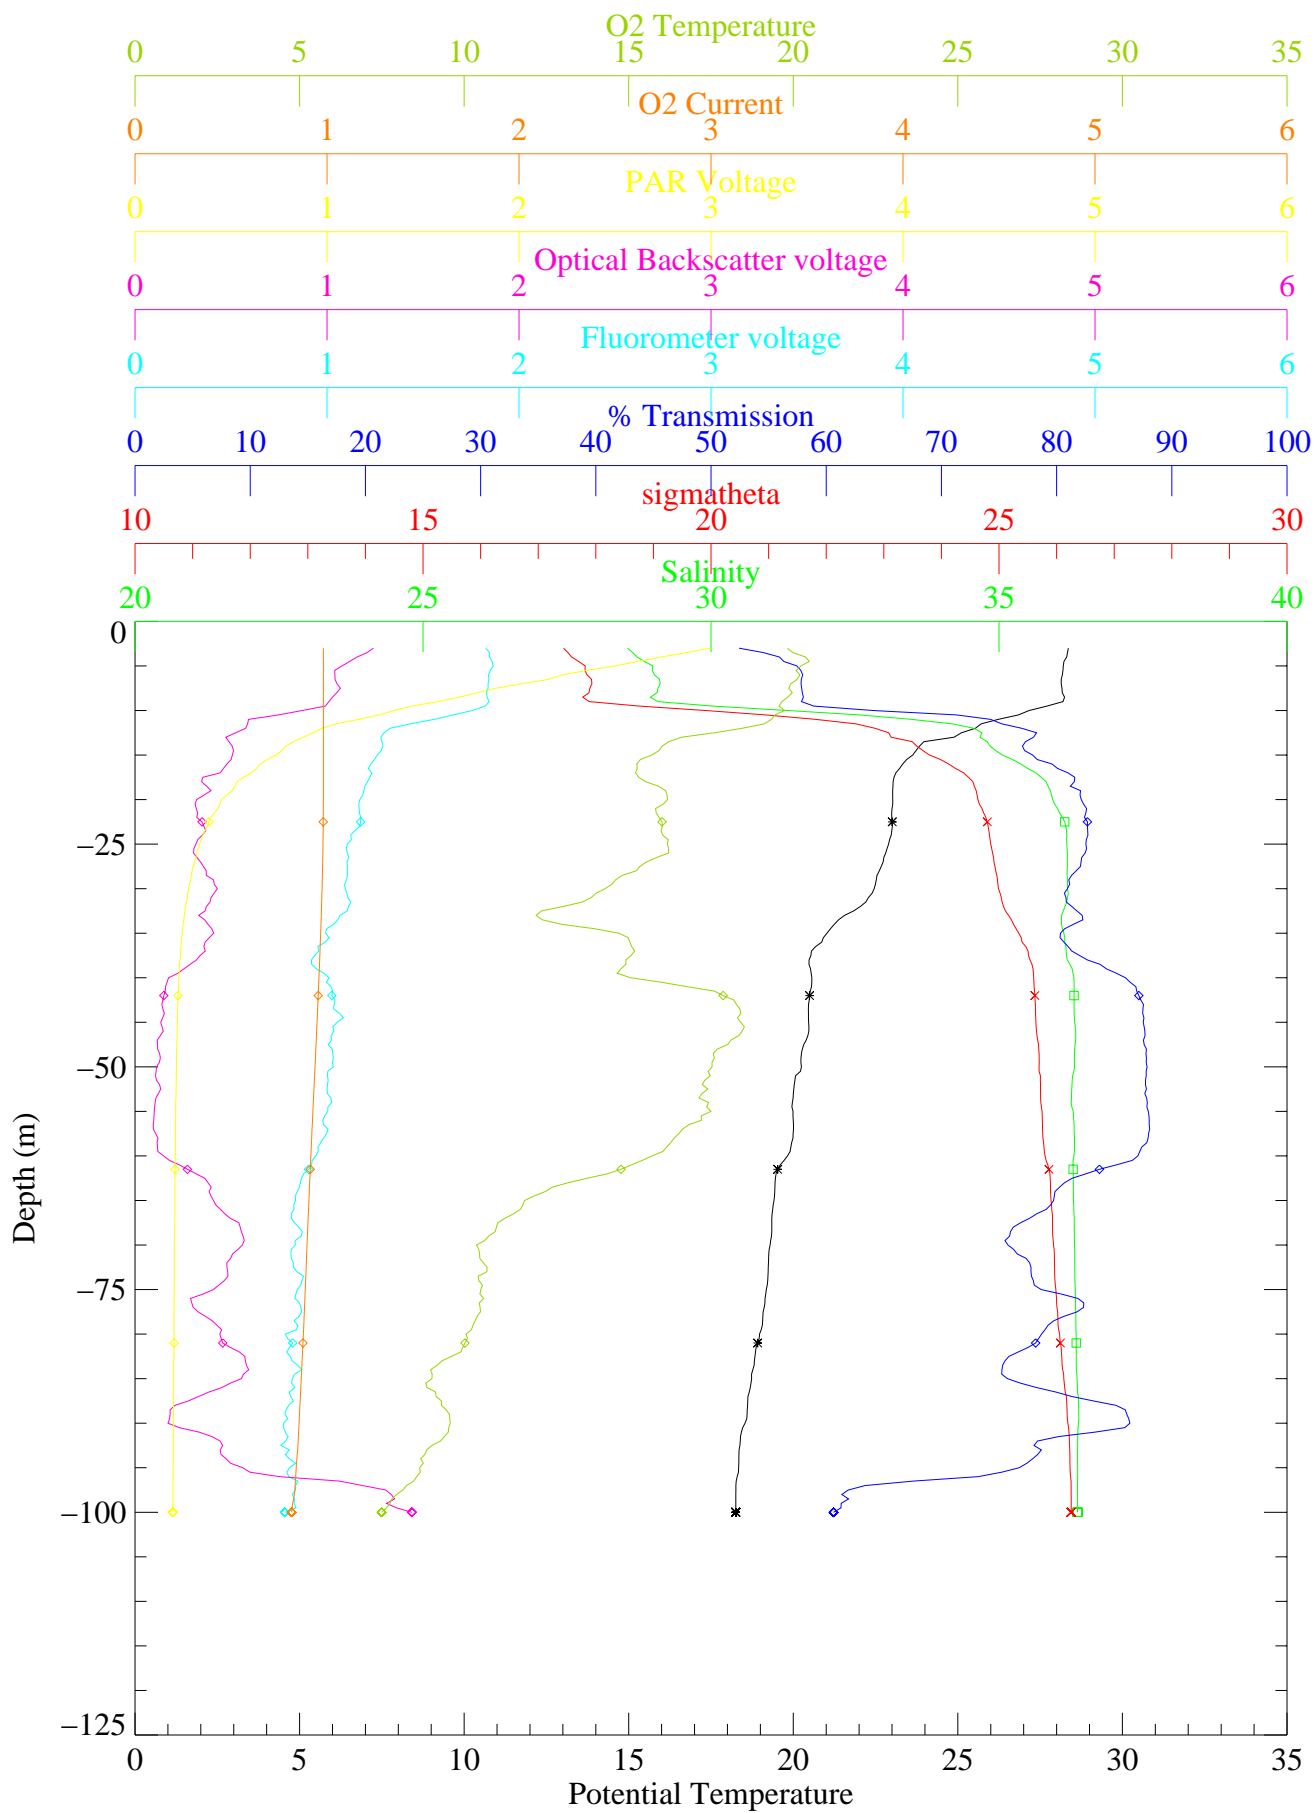 O2 Temperature
0 5 10 15 20 25 30 35
O2 Current
0 1 2 3 4 5 6
PAR Voltage
0 1 2 3 4 5 6
Optical Backscatter voltage
0 1 2 3 4 5 6
Fluorometer voltage
0 1 2 3 4 5 6
% Transmission
0 10 20 30 40 50 60 70 80 90 100
sigmatheta
10 15 20 25 30
Salinity
20 25 30 35 40
0
−25
−50
−75
−100
−125
Depth (m)
0 5 10 15 20 25 30 35
Potential Temperature